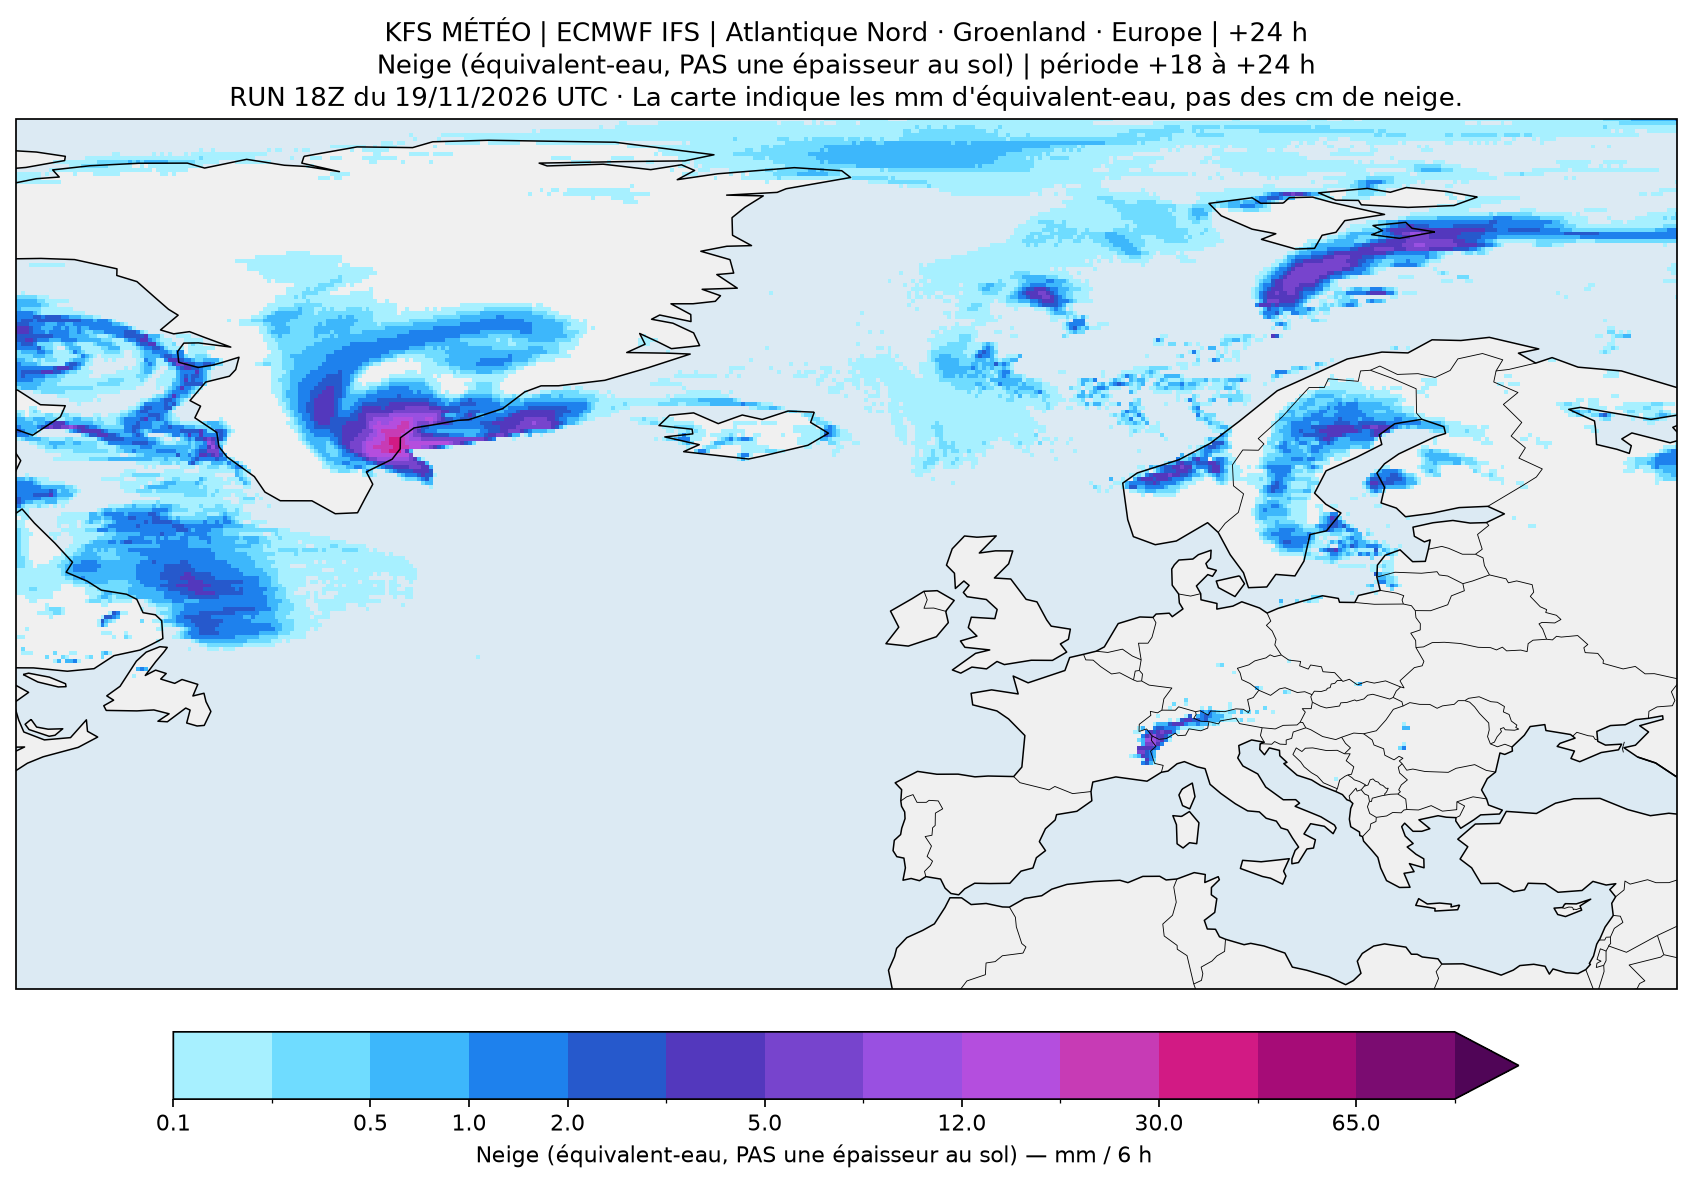 KFS MÉTÉO | ECMWF IFS | Atlantique Nord · Groenland · Europe | +24 h
Neige (équivalent-eau, PAS une épaisseur au sol) | période +18 à +24 h
RUN 18Z du 19/11/2026 UTC · La carte indique les mm d'équivalent-eau, pas des cm de neige.
0.1 0.5 1.0 2.0 5.0 12.0 30.0 65.0
Neige (équivalent-eau, PAS une épaisseur au sol) — mm / 6 h